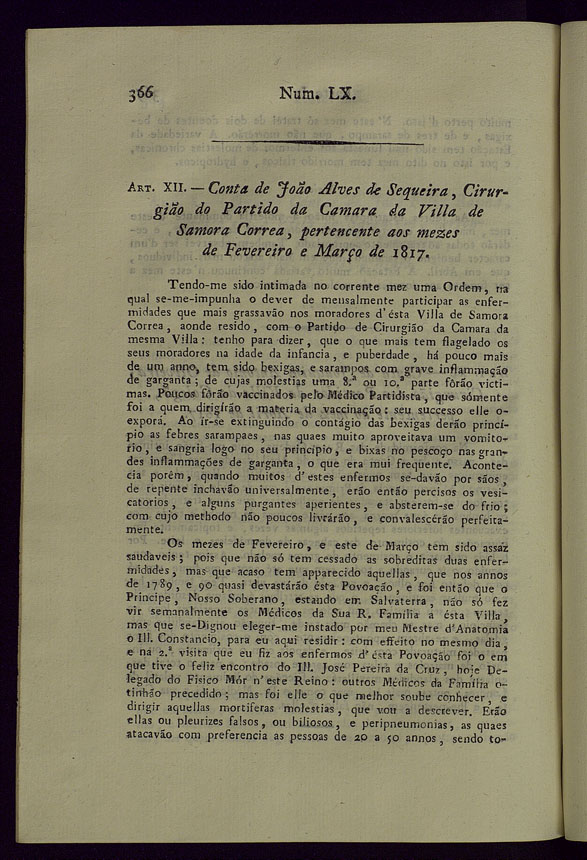 366 Num. LX.
ART. XII. — Conta de João Alves de Sequeira, Cirur-
gião do Partido da Camara da Villa de
Samora Correa, pertencente aos mezes
de Fevereiro e Março de 1817.
Tendo-me sido intimada no corrente mez uma Ordem, na
qual se-me-impunha o dever de mensalmente participar as enfer-
midades que mais grassavão nos moradores d'ésta Villa de Samora
Correa, aonde resido, com o Partido de Cirurgião da Camara da
mesma Villa: tenho para dizer, que o que mais tem flagelado os
seus moradores na idade da infancia, e puberdade, há pouco mais
de um anno, tem sido bexigas, e sarampos com grave inflammação
de garganta; de cujas molestias uma 8.ª ou 10.ª parte fôrão victi-
mas. Poucos fôrão vaccinados pelo Médico Partidista, que sómente
foi a quem dirigírão a materia da vaccinação: seu successo elle o-
exporá. Ao ir-se extinguindo o contágio das bexigas derão princí-
pio as febres sarampaes, nas quaes muito aproveitava um vomito-
rio, e sangria logo no seu princípio, e bixas no pescoço nas gran-
des inflammações de garganta, o que era mui frequente. Aconte-
cia porém, quando muitos d'estes enfermos se-davão por sãos,
de repente inchavão universalmente, erão então percisos os vesi-
catorios, e alguns purgantes aperientes, e absterem-se do frio;
com cujo methodo não poucos livrárão, e convalescêrão perfeita-
mente.
Os mezes de Fevereiro, e este de Março tem sido assaz
saudaveis; pois que não só tem cessado as sobreditas duas enfer-
midades, mas que acaso tem apparecido aquellas, que nos annos
de 1789, e 90 quasi devastárão ésta Povoação, e foi então que o
Principe, Nosso Soberano, estando em Salvaterra, não só fez
vir semanalmente os Médicos da Sua R. Família a ésta Villa,
mas que se-Dignou eleger-me instado por meu Mestre d'Anatomia
o Ill. Constancio, para eu aqui residir: com effeito no mesmo dia,
e na 2.ª visita que eu fiz aos enfermos d'ésta Povoação foi o em
que tive o feliz encontro do Ill. José Pereira da Cruz, hoje De-
legado do Fisico Mór n'este Reino: outros Médicos da Família o-
tinhão precedido; mas foi elle o que melhor soube conhecer, e
dirigir aquellas mortiferas molestias, que vou a descrever. Erão
ellas ou pleurizes falsos, ou biliosos, e peripneumonias, as quaes
atacavão com preferencia as pessoas de 20 a 50 annos, sendo to-